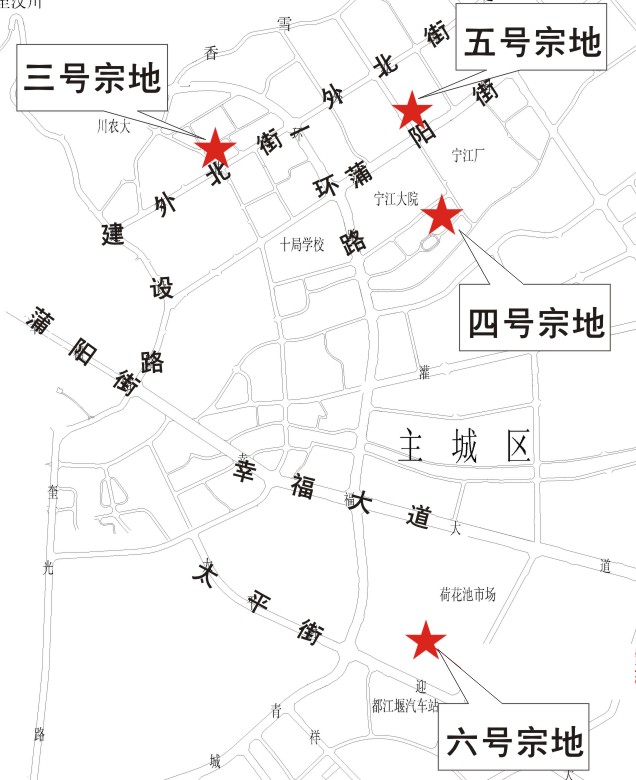 至汶川
雪
香
五号宗地
三号宗地
外北街
川农大
建外北街
一环路
蒲阳街
宁江厂
宁江大院
十局学校
四号宗地
建设路
蒲阳街
灌
主城区
幸福大道
幸福大道
奎光路
太平街
荷花池市场
迎
都江堰汽车站
青
祥
城
六号宗地